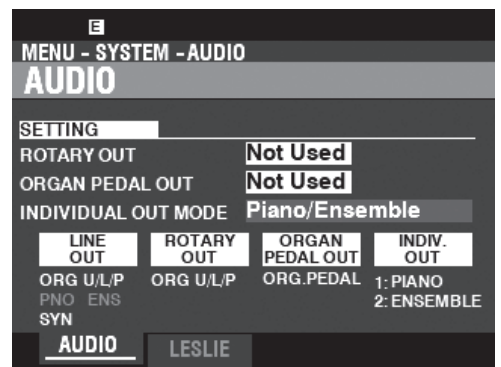 E
MENU - SYSTEM - AUDIO
AUDIO
SETTING
ROTARY OUT Not Used
ORGAN PEDAL OUT Not Used
INDIVIDUAL OUT MODE Piano/Ensemble
LINE OUT ROTARY OUT ORGAN PEDAL OUT INDIV. OUT
ORG U/L/P ORG U/L/P ORG.PEDAL 1: PIANO
PNO ENS 2: ENSEMBLE
SYN
AUDIO LESLIE